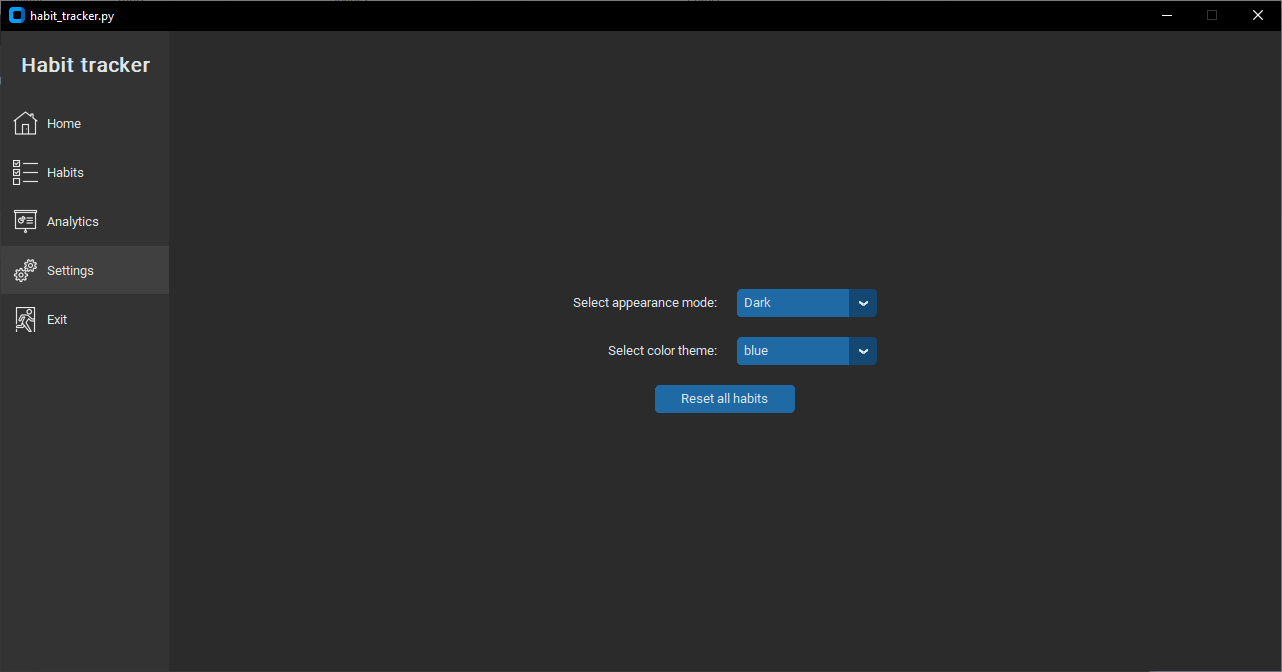 habit_tracker.py
Habit tracker
Home
Habits
Analytics
Settings
Exit
Select appearance mode: Dark
Select color theme: blue
Reset all habits